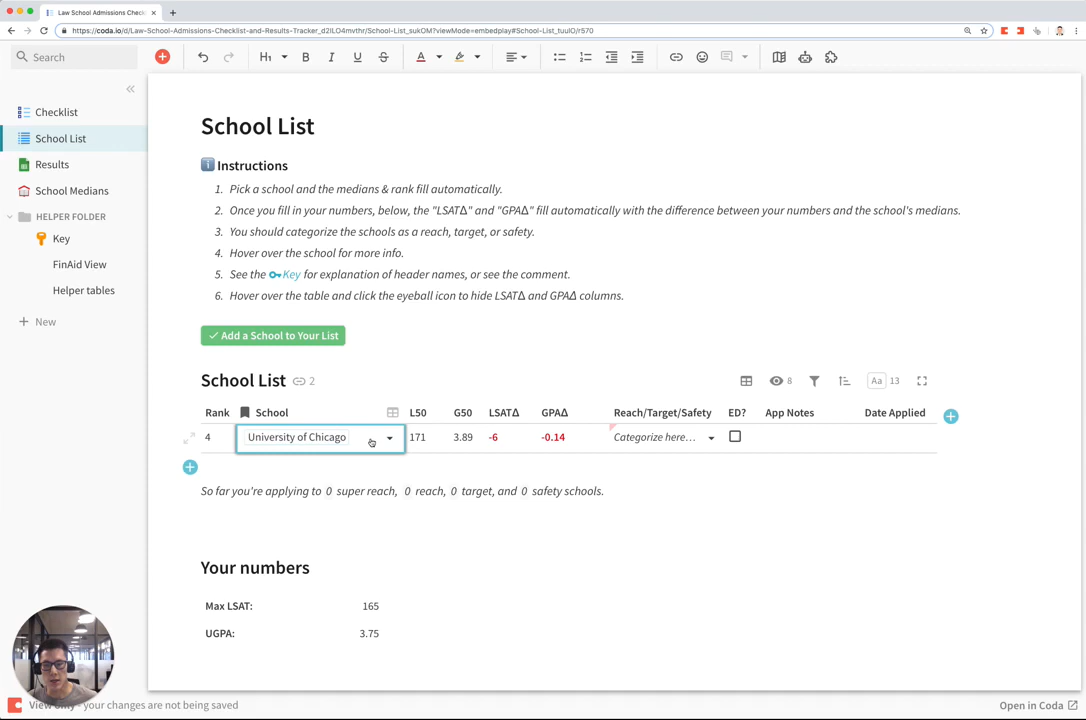 Law School Admissions Checkli
https://coda.io/d/Law-School-Admissions-Checklist-and-Results-Tracker_d2ILO4mvthr/School-List_sukOM?viewMode=embedplay#School-List_tuuIO/r570
Search
H1 B I U S A
Checklist
School List
Results
School Medians
HELPER FOLDER
Key
FinAid View
Helper tables
New
School List
Instructions
1. Pick a school and the medians & rank fill automatically.
2. Once you fill in your numbers, below, the "LSATΔ" and "GPAΔ" fill automatically with the difference between your numbers and the school's medians.
3. You should categorize the schools as a reach, target, or safety.
4. Hover over the school for more info.
5. See the Key for explanation of header names, or see the comment.
6. Hover over the table and click the eyeball icon to hide LSATΔ and GPAΔ columns.
Add a School to Your List
School List 2 8 Aa 13
Rank School L50 G50 LSATΔ GPAΔ Reach/Target/Safety ED? App Notes Date Applied
4 University of Chicago 171 3.89 -6 -0.14 Categorize here…
So far you're applying to 0 super reach, 0 reach, 0 target, and 0 safety schools.
Your numbers
Max LSAT: 165
UGPA: 3.75
View only - your changes are not being saved
Open in Coda